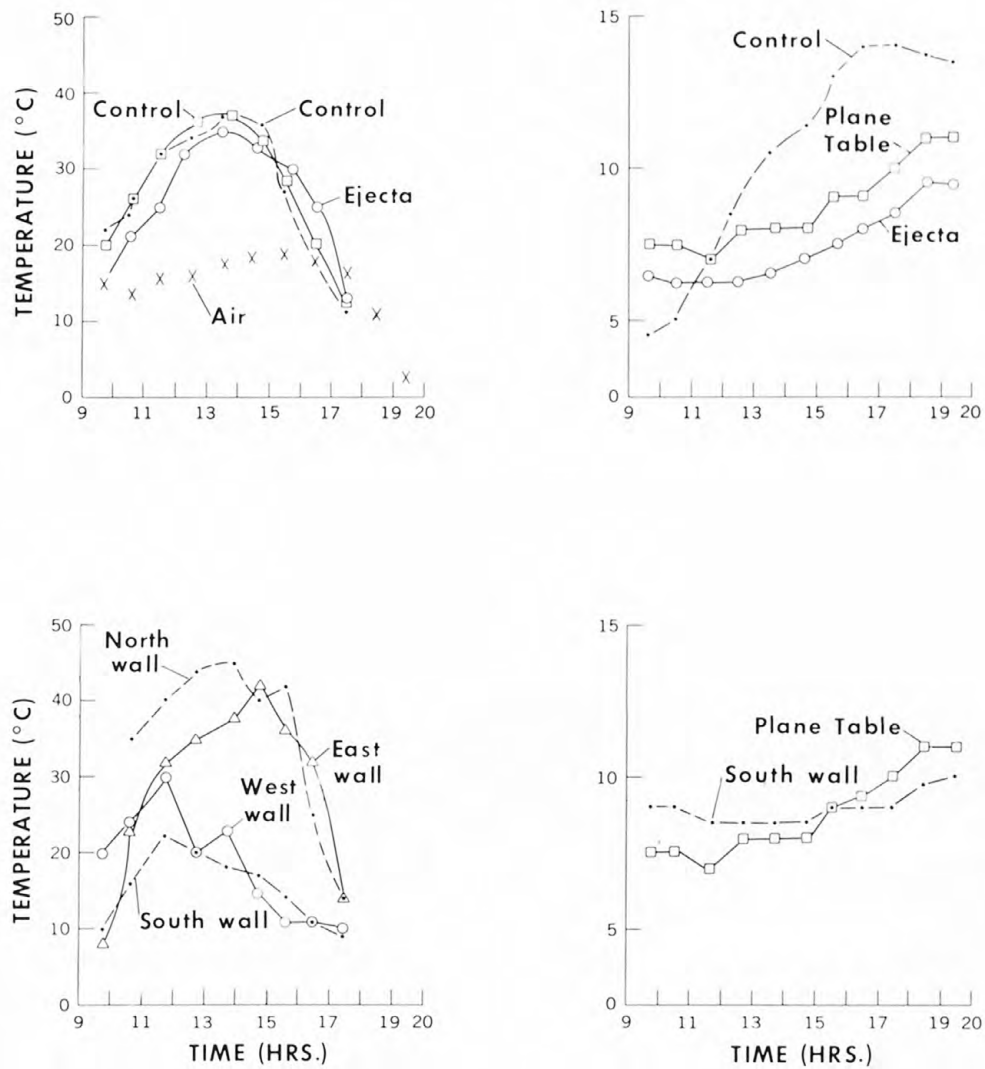 TEMPERATURE (°C)
50
40
30
20
10
0
Control
Control
Ejecta
Air
9 11 13 15 17 19 20
15
10
5
0
Control
Plane
Table
Ejecta
9 11 13 15 17 19 20
TEMPERATURE (°C)
50
40
30
20
10
0
North
wall
East
wall
West
wall
South wall
9 11 13 15 17 19 20
TIME (HRS.)
15
10
5
0
Plane Table
South wall
9 11 13 15 17 19 20
TIME (HRS.)